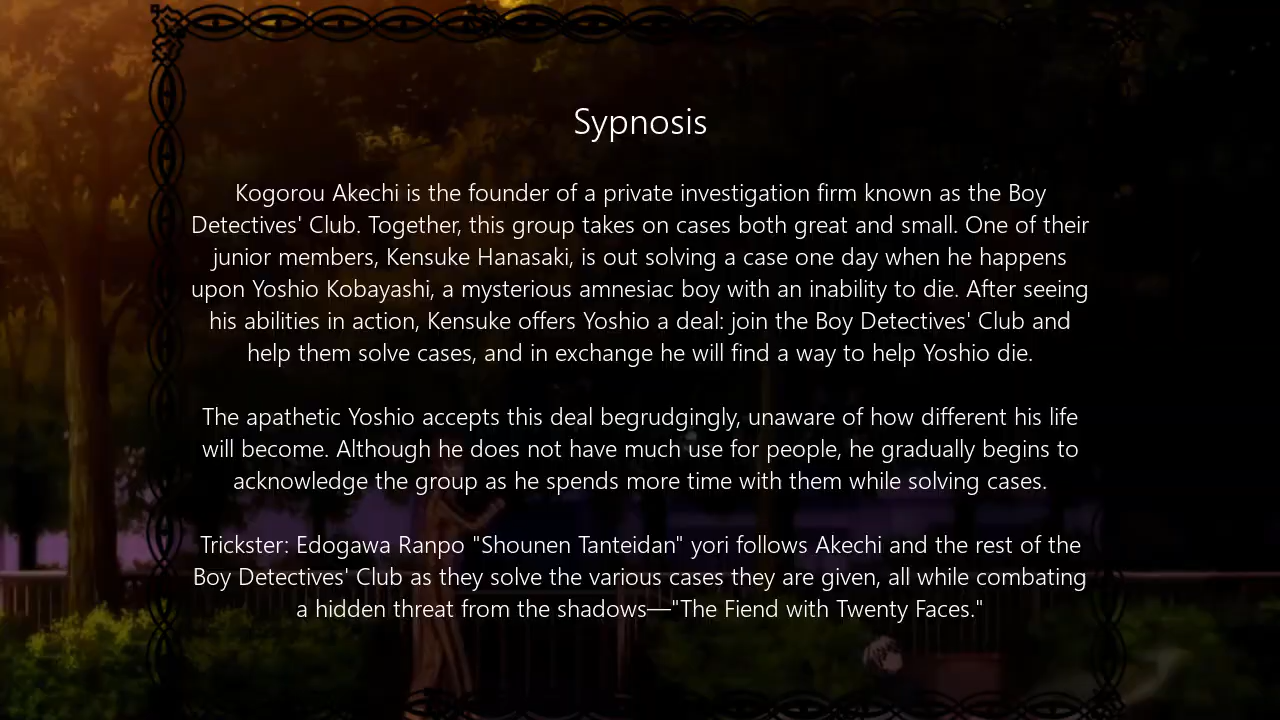 Sypnosis
Kogorou Akechi is the founder of a private investigation firm known as the Boy
Detectives' Club. Together, this group takes on cases both great and small. One of their
junior members, Kensuke Hanasaki, is out solving a case one day when he happens
upon Yoshio Kobayashi, a mysterious amnesiac boy with an inability to die. After seeing
his abilities in action, Kensuke offers Yoshio a deal: join the Boy Detectives' Club and
help them solve cases, and in exchange he will find a way to help Yoshio die.
The apathetic Yoshio accepts this deal begrudgingly, unaware of how different his life
will become. Although he does not have much use for people, he gradually begins to
acknowledge the group as he spends more time with them while solving cases.
Trickster: Edogawa Ranpo "Shounen Tanteidan" yori follows Akechi and the rest of the
Boy Detectives' Club as they solve the various cases they are given, all while combating
a hidden threat from the shadows—"The Fiend with Twenty Faces."